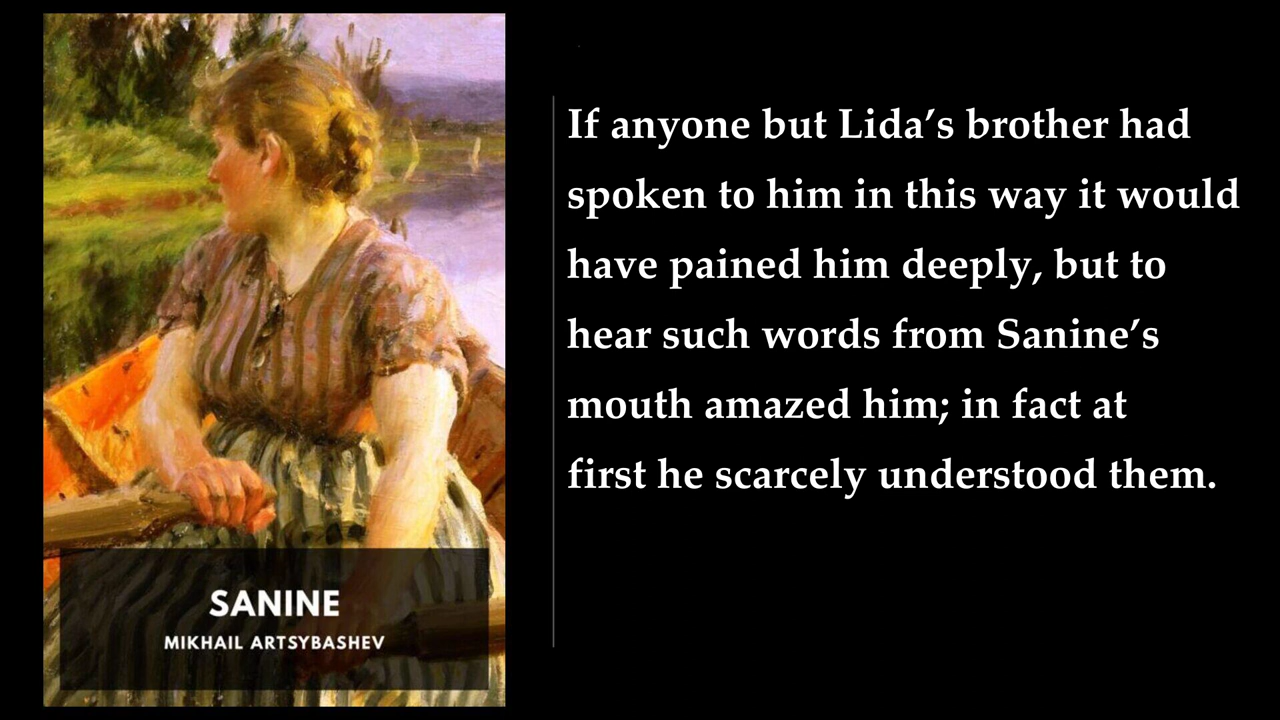 SANINE
MIKHAIL ARTSYBASHEV
If anyone but Lida’s brother had
spoken to him in this way it would
have pained him deeply, but to
hear such words from Sanine’s
mouth amazed him; in fact at
first he scarcely understood them.